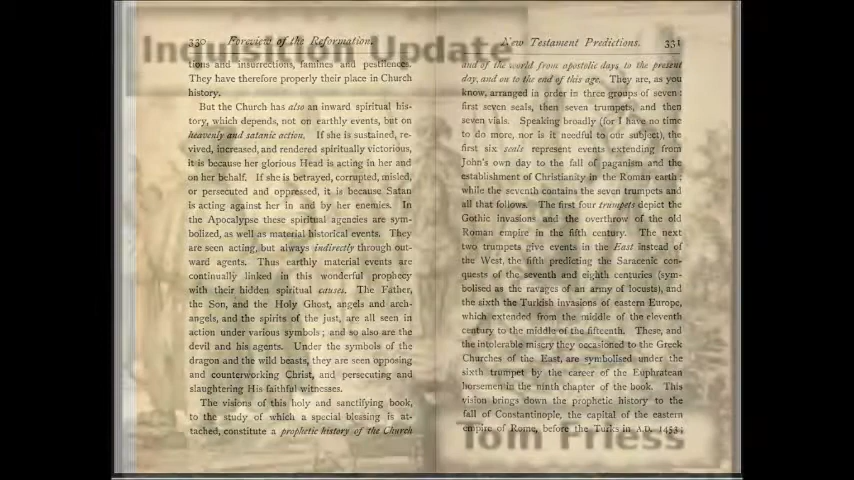 330 Foreview of the Reformation.
tions and insurrections, famines and pestilences.
They have therefore properly their place in Church
history.
But the Church has also an inward spiritual his-
tory, which depends, not on earthly events, but on
heavenly and satanic action. If she is sustained, re-
vived, increased, and rendered spiritually victorious,
it is because her glorious Head is acting in her and
on her behalf. If she is betrayed, corrupted, misled,
or persecuted and oppressed, it is because Satan
is acting against her in and by her enemies. In
the Apocalypse these spiritual agencies are sym-
bolized, as well as material historical events. They
are seen acting, but always indirectly through out-
ward agents. Thus earthly material events are
continually linked in this wonderful prophecy
with their hidden spiritual causes. The Father,
the Son, and the Holy Ghost, angels and arch-
angels, and the spirits of the just, are all seen in
action under various symbols; and so also are the
devil and his agents. Under the symbols of the
dragon and the wild beasts, they are seen opposing
and counterworking Christ, and persecuting and
slaughtering His faithful witnesses.
The visions of this holy and sanctifying book,
to the study of which a special blessing is at-
tached, constitute a prophetic history of the Church
New Testament Predictions. 331
and of the world from apostolic days to the present
day, and on to the end of this age. They are, as you
know, arranged in order in three groups of seven:
first seven seals, then seven trumpets, and then
seven vials. Speaking broadly (for I have no time
to do more, nor is it needful to our subject), the
first six seals represent events extending from
John's own day to the fall of paganism and the
establishment of Christianity in the Roman earth;
while the seventh contains the seven trumpets and
all that follows. The first four trumpets depict the
Gothic invasions and the overthrow of the old
Roman empire in the fifth century. The next
two trumpets give events in the East instead of
the West, the fifth predicting the Saracenic con-
quests of the seventh and eighth centuries (sym-
bolised as the ravages of an army of locusts), and
the sixth the Turkish invasions of eastern Europe,
which extended from the middle of the eleventh
century to the middle of the fifteenth. These, and
the intolerable misery they occasioned to the Greek
Churches of the East, are symbolised under the
sixth trumpet by the career of the Euphratean
horsemen in the ninth chapter of the book. This
vision brings down the prophetic history to the
fall of Constantinople, the capital of the eastern
empire of Rome, before the Turks in A.D. 1453;
Inquisition Update
Tom Friess